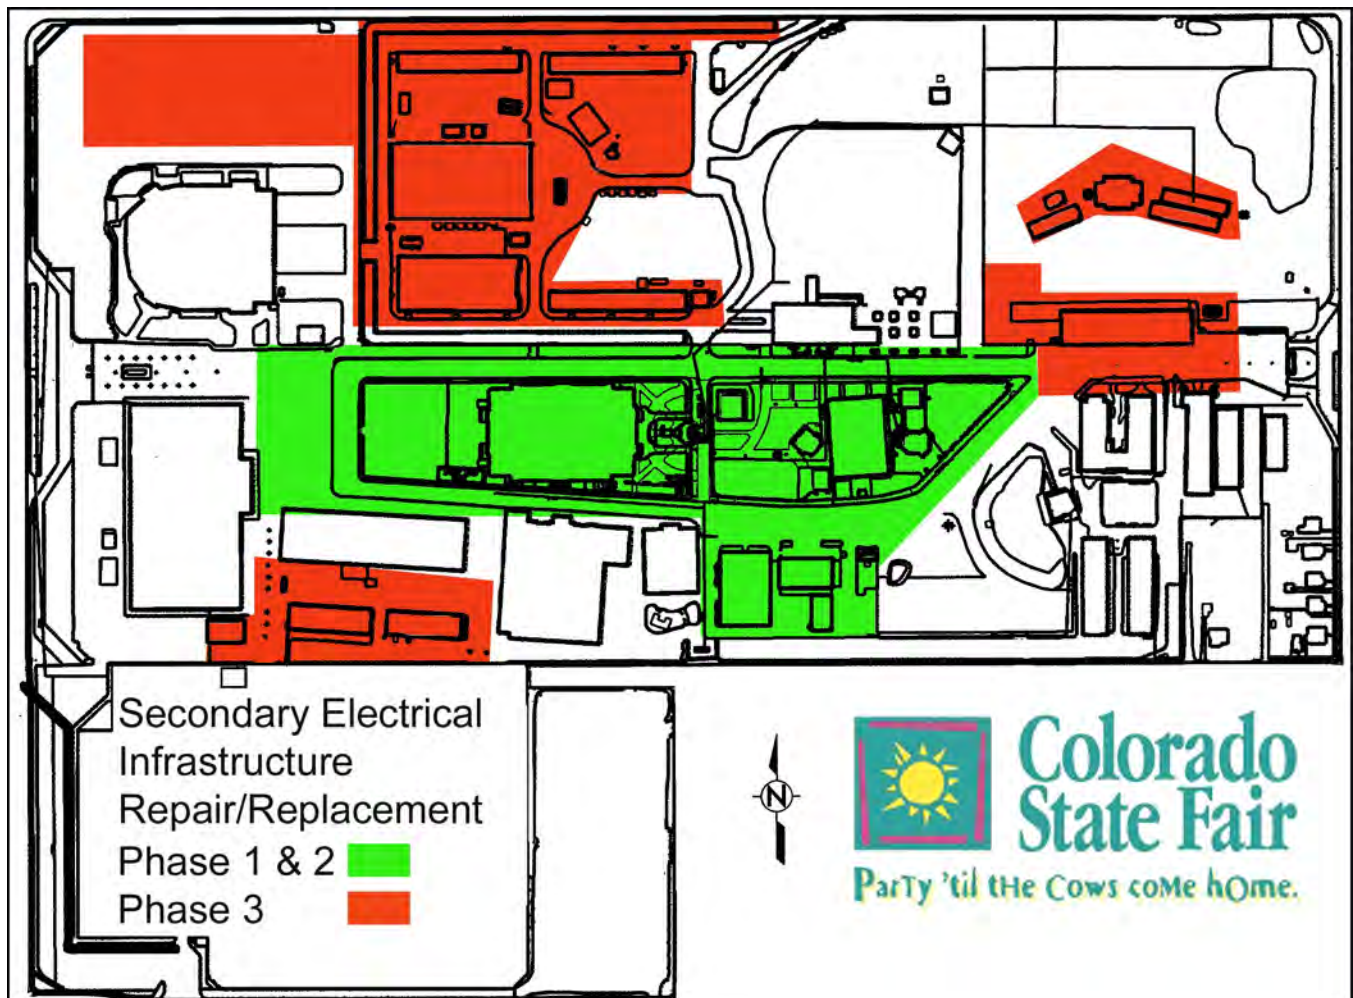 Secondary Electrical
Infrastructure
Repair/Replacement
Phase 1 & 2
Phase 3
N
Colorado
State Fair
ParTy 'til tHe Cows coMe hOme.